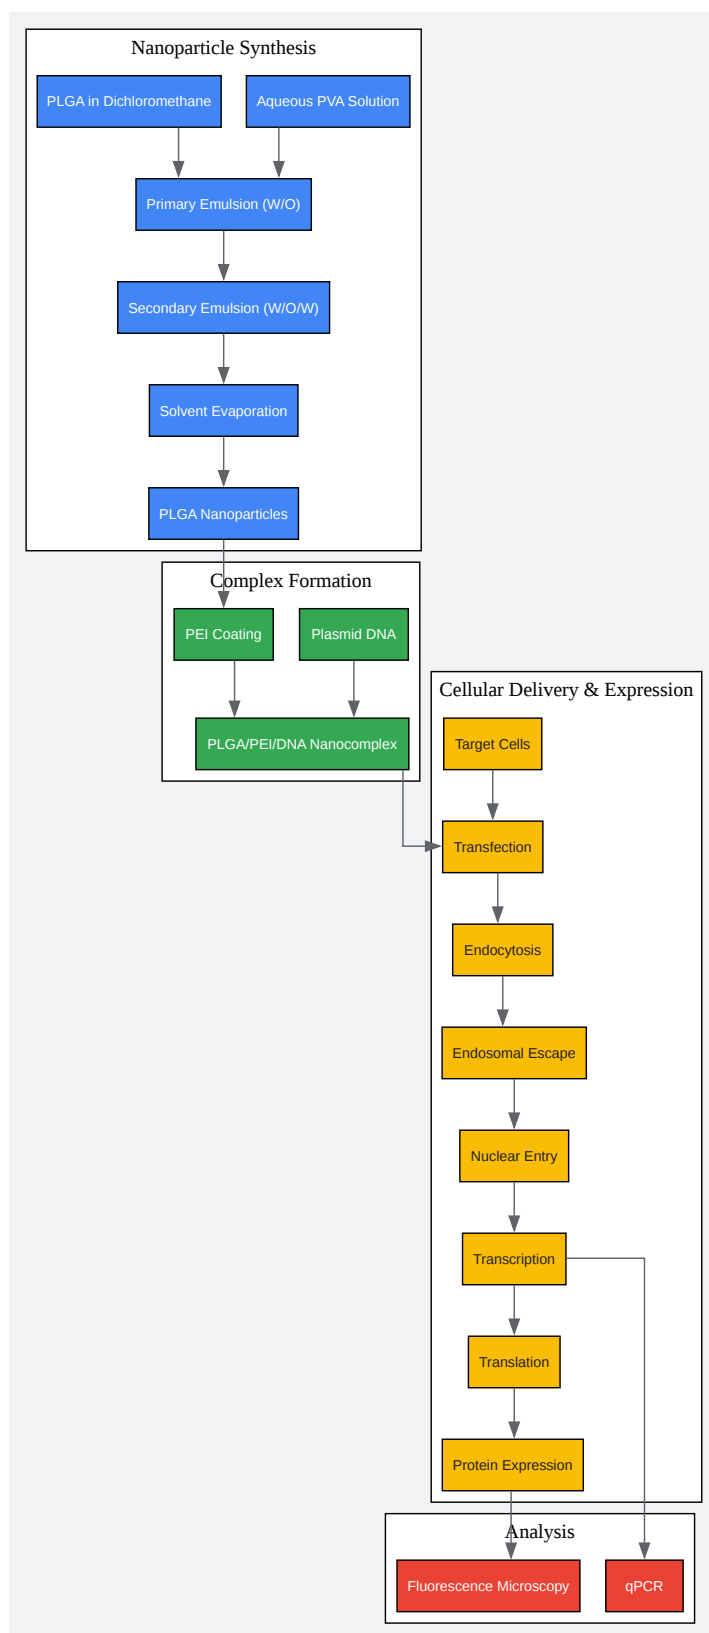 Nanoparticle Synthesis
PLGA in Dichloromethane
Aqueous PVA Solution
Primary Emulsion (W/O)
Secondary Emulsion (W/O/W)
Solvent Evaporation
PLGA Nanoparticles
Complex Formation
PEI Coating
Plasmid DNA
PLGA/PEI/DNA Nanocomplex
Cellular Delivery & Expression
Target Cells
Transfection
Endocytosis
Endosomal Escape
Nuclear Entry
Transcription
Translation
Protein Expression
Analysis
Fluorescence Microscopy
qPCR